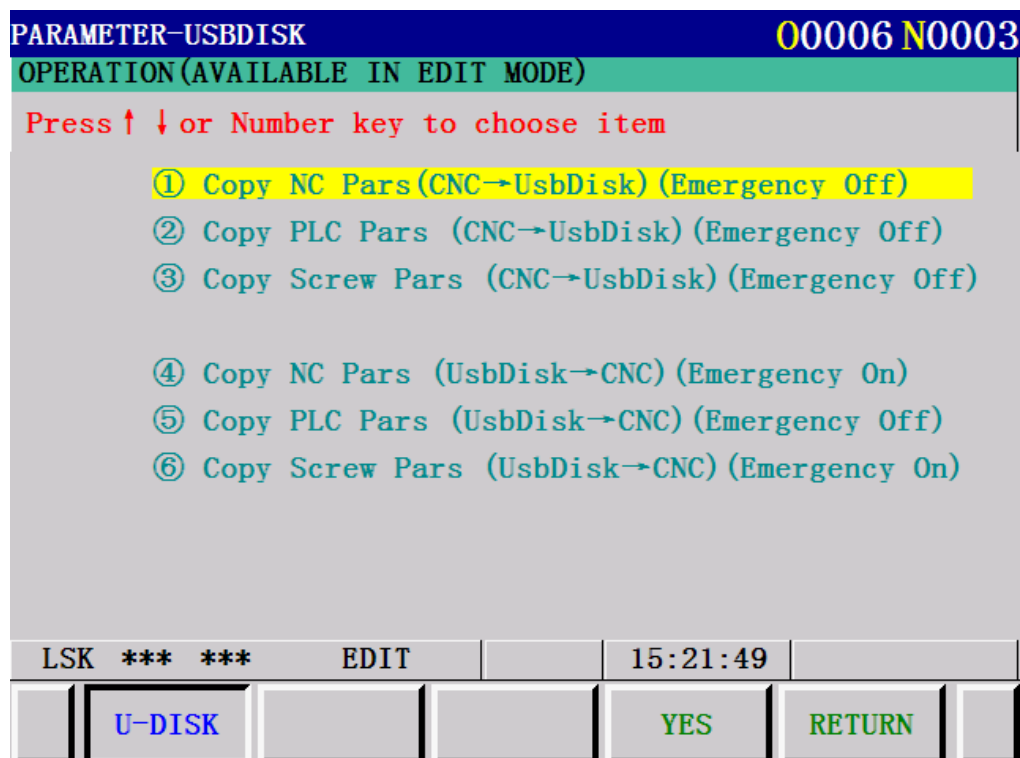 PARAMETER-USBDISK O0006 N0003
OPERATION(AVAILABLE IN EDIT MODE)
Press↑ ↓or Number key to choose item
① Copy NC Pars(CNC→UsbDisk)(Emergency Off)
② Copy PLC Pars (CNC→UsbDisk)(Emergency Off)
③ Copy Screw Pars (CNC→UsbDisk)(Emergency Off)
④ Copy NC Pars (UsbDisk→CNC)(Emergency On)
⑤ Copy PLC Pars (UsbDisk→CNC)(Emergency Off)
⑥ Copy Screw Pars (UsbDisk→CNC)(Emergency On)
LSK *** *** EDIT 15:21:49
U-DISK YES RETURN